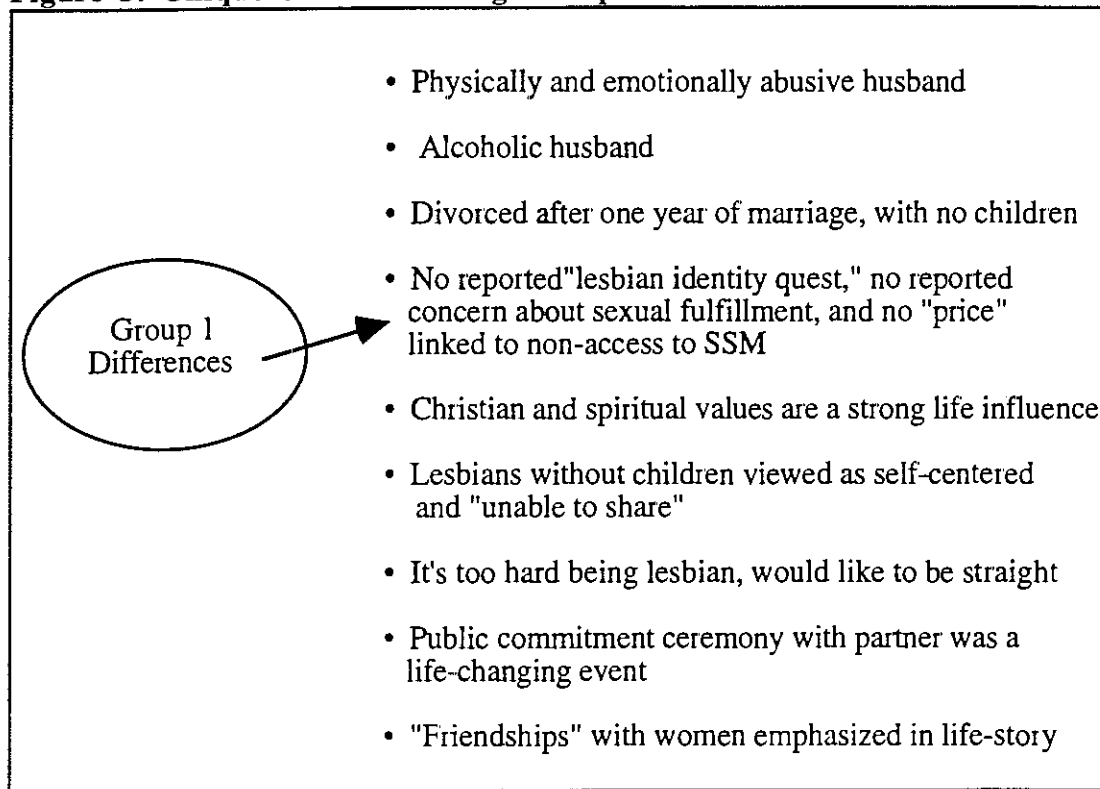 • Physically and emotionally abusive husband
• Alcoholic husband
• Divorced after one year of marriage, with no children
• No reported"lesbian identity quest," no reported
concern about sexual fulfillment, and no "price"
linked to non-access to SSM
Group 1
Differences
• Christian and spiritual values are a strong life influence
• Lesbians without children viewed as self-centered
and "unable to share"
• It's too hard being lesbian, would like to be straight
• Public commitment ceremony with partner was a
life-changing event
• "Friendships" with women emphasized in life-story